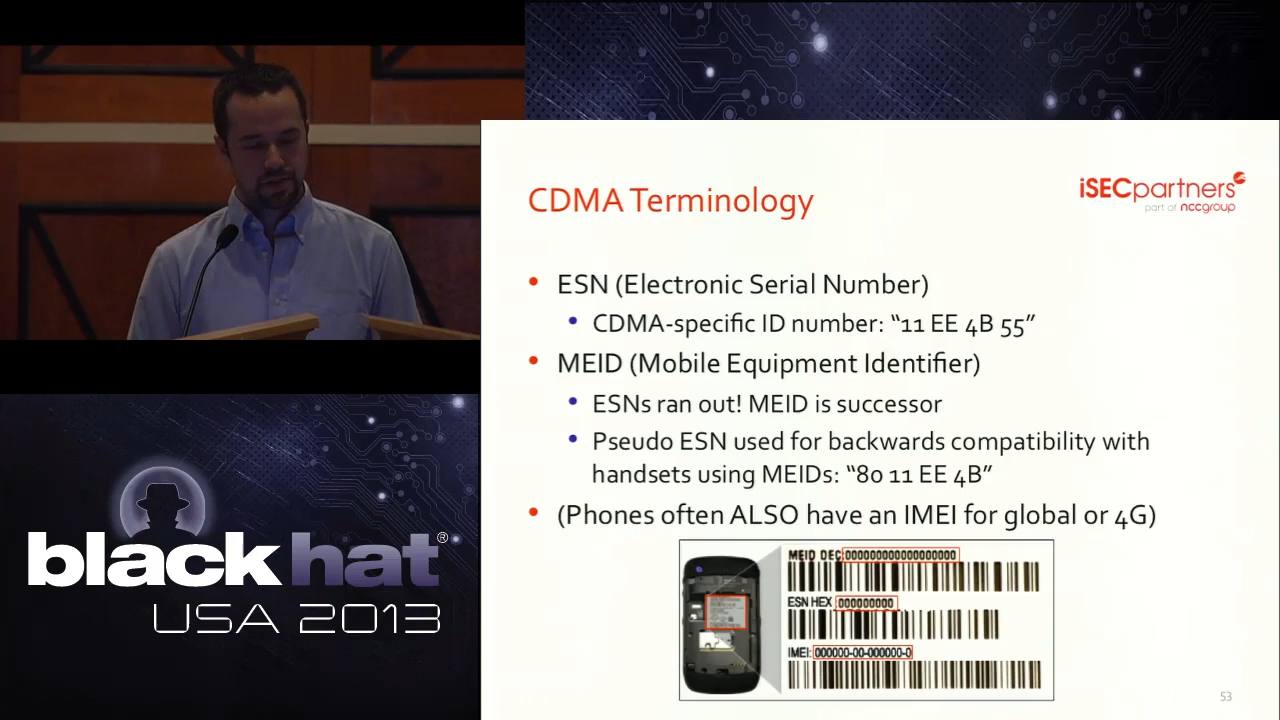 CDMA Terminology
iSECpartners
part of nccgroup
• ESN (Electronic Serial Number)
• CDMA-specific ID number: “11 EE 4B 55”
• MEID (Mobile Equipment Identifier)
• ESNs ran out! MEID is successor
• Pseudo ESN used for backwards compatibility with
handsets using MEIDs: “80 11 EE 4B”
• (Phones often ALSO have an IMEI for global or 4G)
MEID DEC:000000000000000000
ESN HEX :000000000
IMEI: 000000-00-000000-0
53
blackhat®
USA 2013